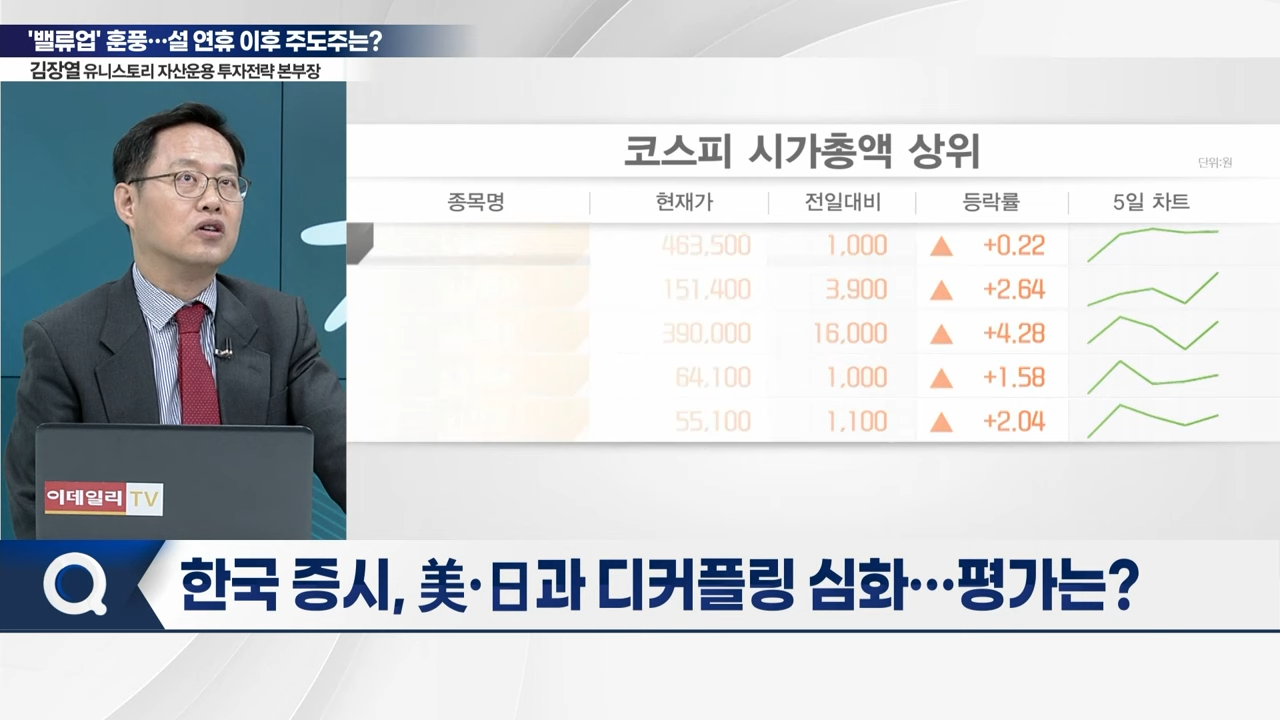 '밸류업' 훈풍…설 연휴 이후 주도주는?
김장열 유니스토리 자산운용 투자전략 본부장
코스피 시가총액 상위
단위:원
종목명 현재가 전일대비 등락률 5일 차트
463,500 1,000 ▲ +0.22
151,400 3,900 ▲ +2.64
390,000 16,000 ▲ +4.28
64,100 1,000 ▲ +1.58
55,100 1,100 ▲ +2.04
이데일리 TV
Q 한국 증시, 美·日과 디커플링 심화…평가는?